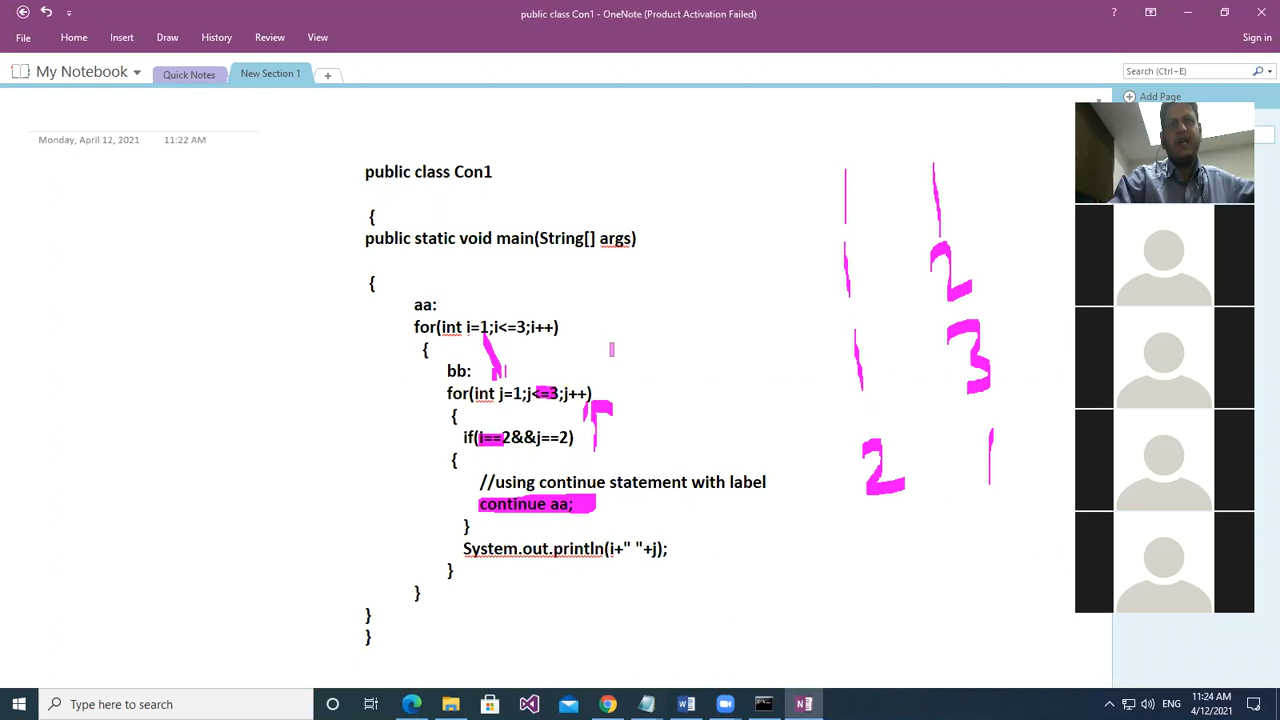 public class Con1 - OneNote (Product Activation Failed)
?
File Home Insert Draw History Review View Sign in
My Notebook Quick Notes New Section 1 + Search (Ctrl+E)
Add Page
Monday, April 12, 2021 11:22 AM
public class Con1
{
public static void main(String[] args)
{
aa:
for(int i=1;i<=3;i++)
{
bb:
for(int j=1;j<=3;j++)
{
if(i==2&&j==2)
{
//using continue statement with label
continue aa;
}
System.out.println(i+" "+j);
}
}
}
}
1 1
1 2
1 3
2 1
Type here to search
11:24 AM
4/12/2021